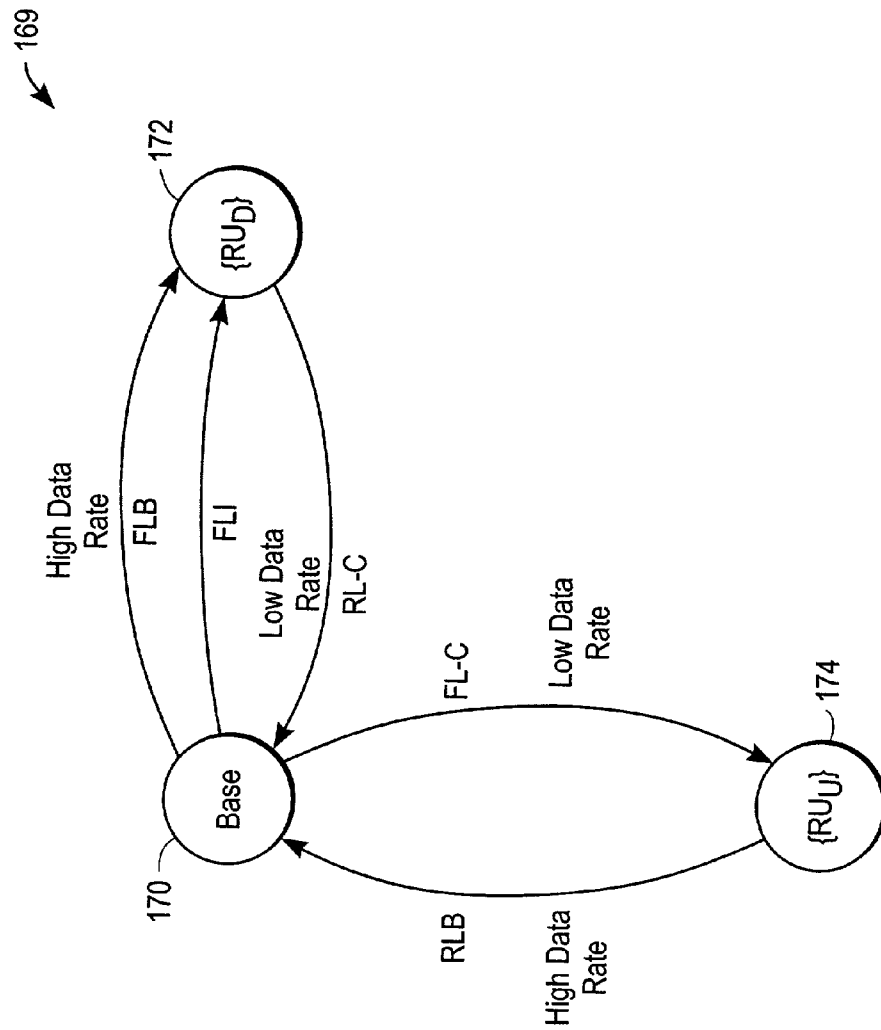 169
172
{RUD}
High Data
Rate
FLB
FLI
Low Data
Rate
RL-C
170
Base
FL-C
Low Data
Rate
174
{RUU}
RLB
High Data
Rate